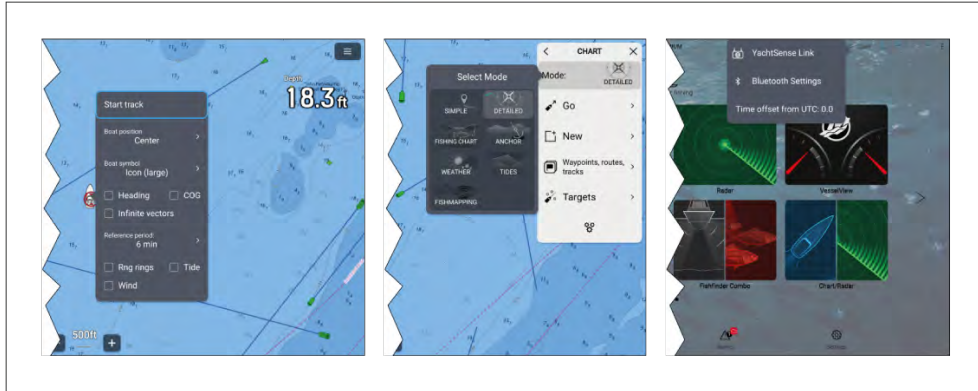 Depth
18.3 ft
Start track
Boat position
Center
Boat symbol
Icon (large)
Heading
COG
Infinite vectors
Reference period:
6 min
Rng rings
Tide
Wind
500ft
+
Select Mode
SIMPLE
DETAILED
FISHING CHART
ANCHOR
WEATHER
TIDES
FISHMAPPING
CHART
Mode:
DETAILED
Go
New
Waypoints, routes,
tracks
Targets
YachtSense Link
Bluetooth Settings
Time offset from UTC: 0.0
Radar
VesselView
Fishfinder Combo
Chart/Radar
Settings